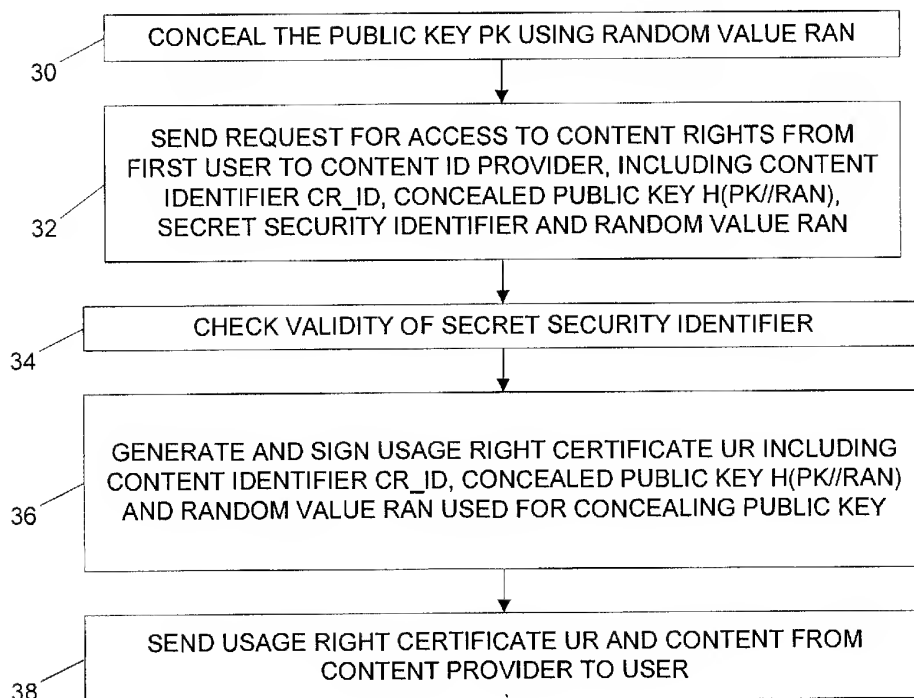 CONCEAL THE PUBLIC KEY PK USING RANDOM VALUE RAN
30
SEND REQUEST FOR ACCESS TO CONTENT RIGHTS FROM
FIRST USER TO CONTENT ID PROVIDER, INCLUDING CONTENT
IDENTIFIER CR_ID, CONCEALED PUBLIC KEY H(PK//RAN),
SECRET SECURITY IDENTIFIER AND RANDOM VALUE RAN
32
CHECK VALIDITY OF SECRET SECURITY IDENTIFIER
34
GENERATE AND SIGN USAGE RIGHT CERTIFICATE UR INCLUDING
CONTENT IDENTIFIER CR_ID, CONCEALED PUBLIC KEY H(PK//RAN)
AND RANDOM VALUE RAN USED FOR CONCEALING PUBLIC KEY
36
SEND USAGE RIGHT CERTIFICATE UR AND CONTENT FROM
CONTENT PROVIDER TO USER
38